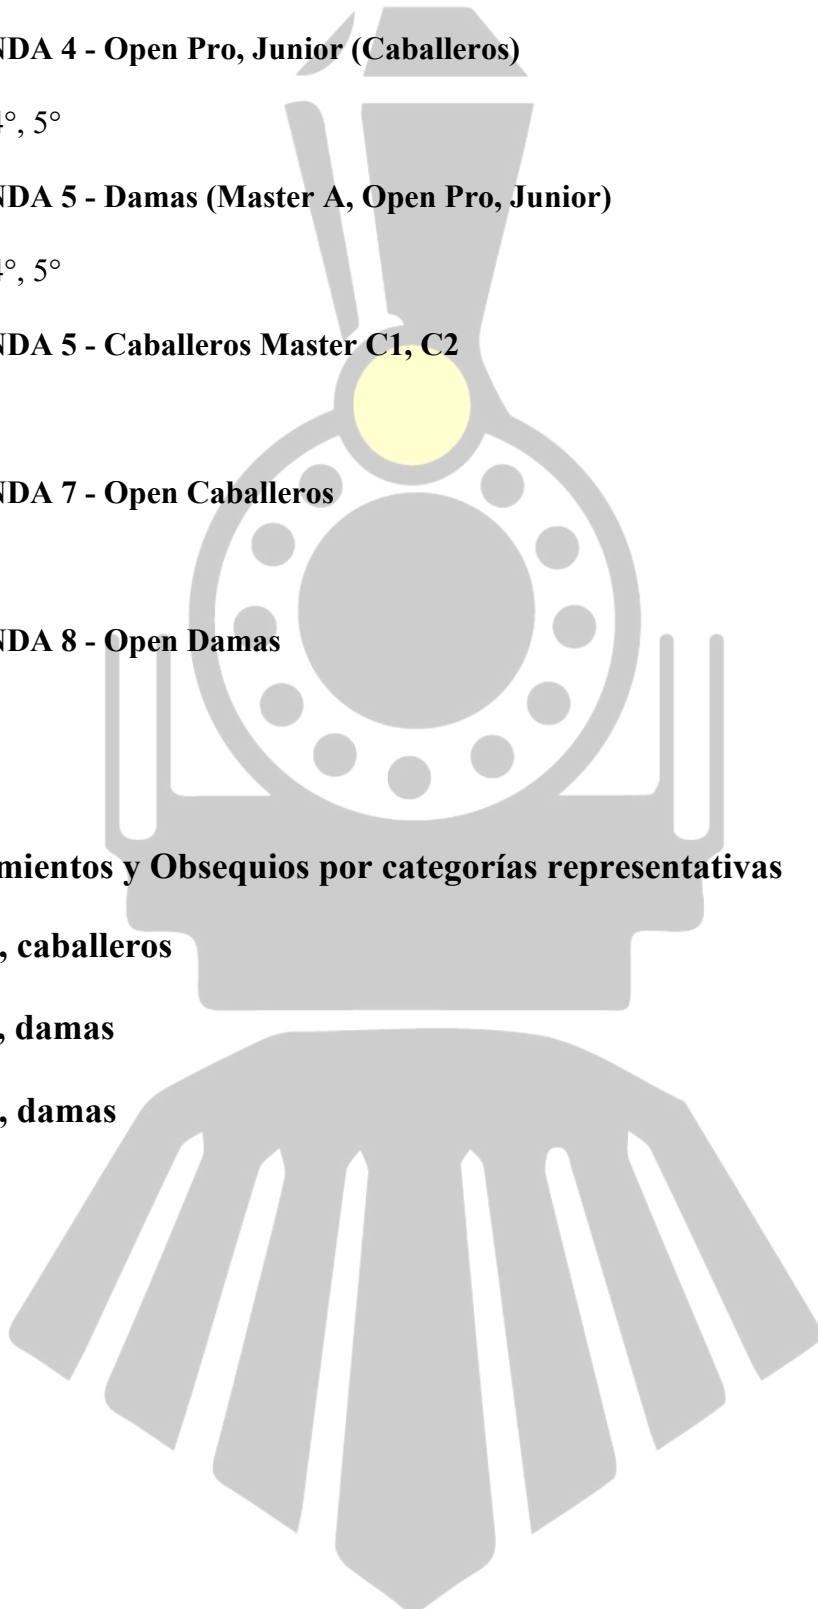 NDA 4 - Open Pro, Junior (Caballeros)
4°, 5°
NDA 5 - Damas (Master A, Open Pro, Junior)
4°, 5°
NDA 5 - Caballeros Master C1, C2
NDA 7 - Open Caballeros
NDA 8 - Open Damas
mientos y Obsequios por categorías representativas
, caballeros
, damas
, damas